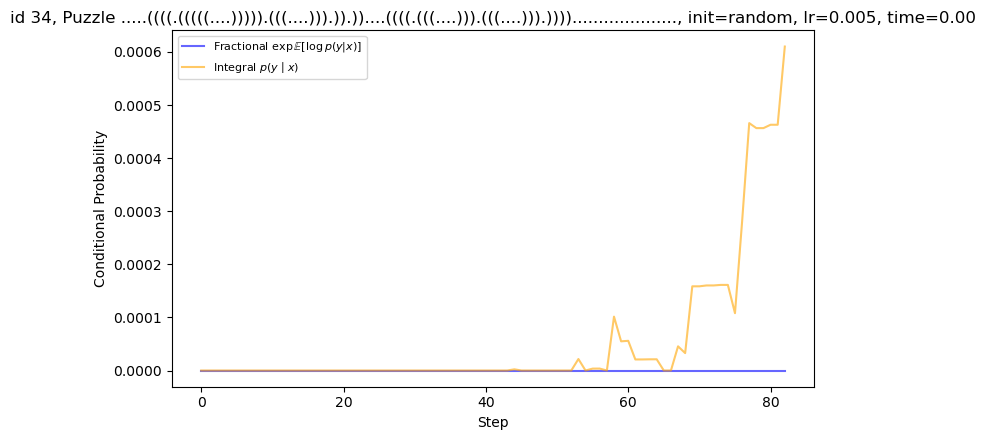 id 34, Puzzle .....((((.(((((....))))).(((....))).)).))....((((.(((....))).(((....))).))))....................., init=random, lr=0.005, time=0.00
Fractional exp 𝔼[log p(y|x)]
Integral p(y | x)
0.0006
0.0005
0.0004
0.0003
0.0002
0.0001
0.0000
Conditional Probability
0
20
40
60
80
Step